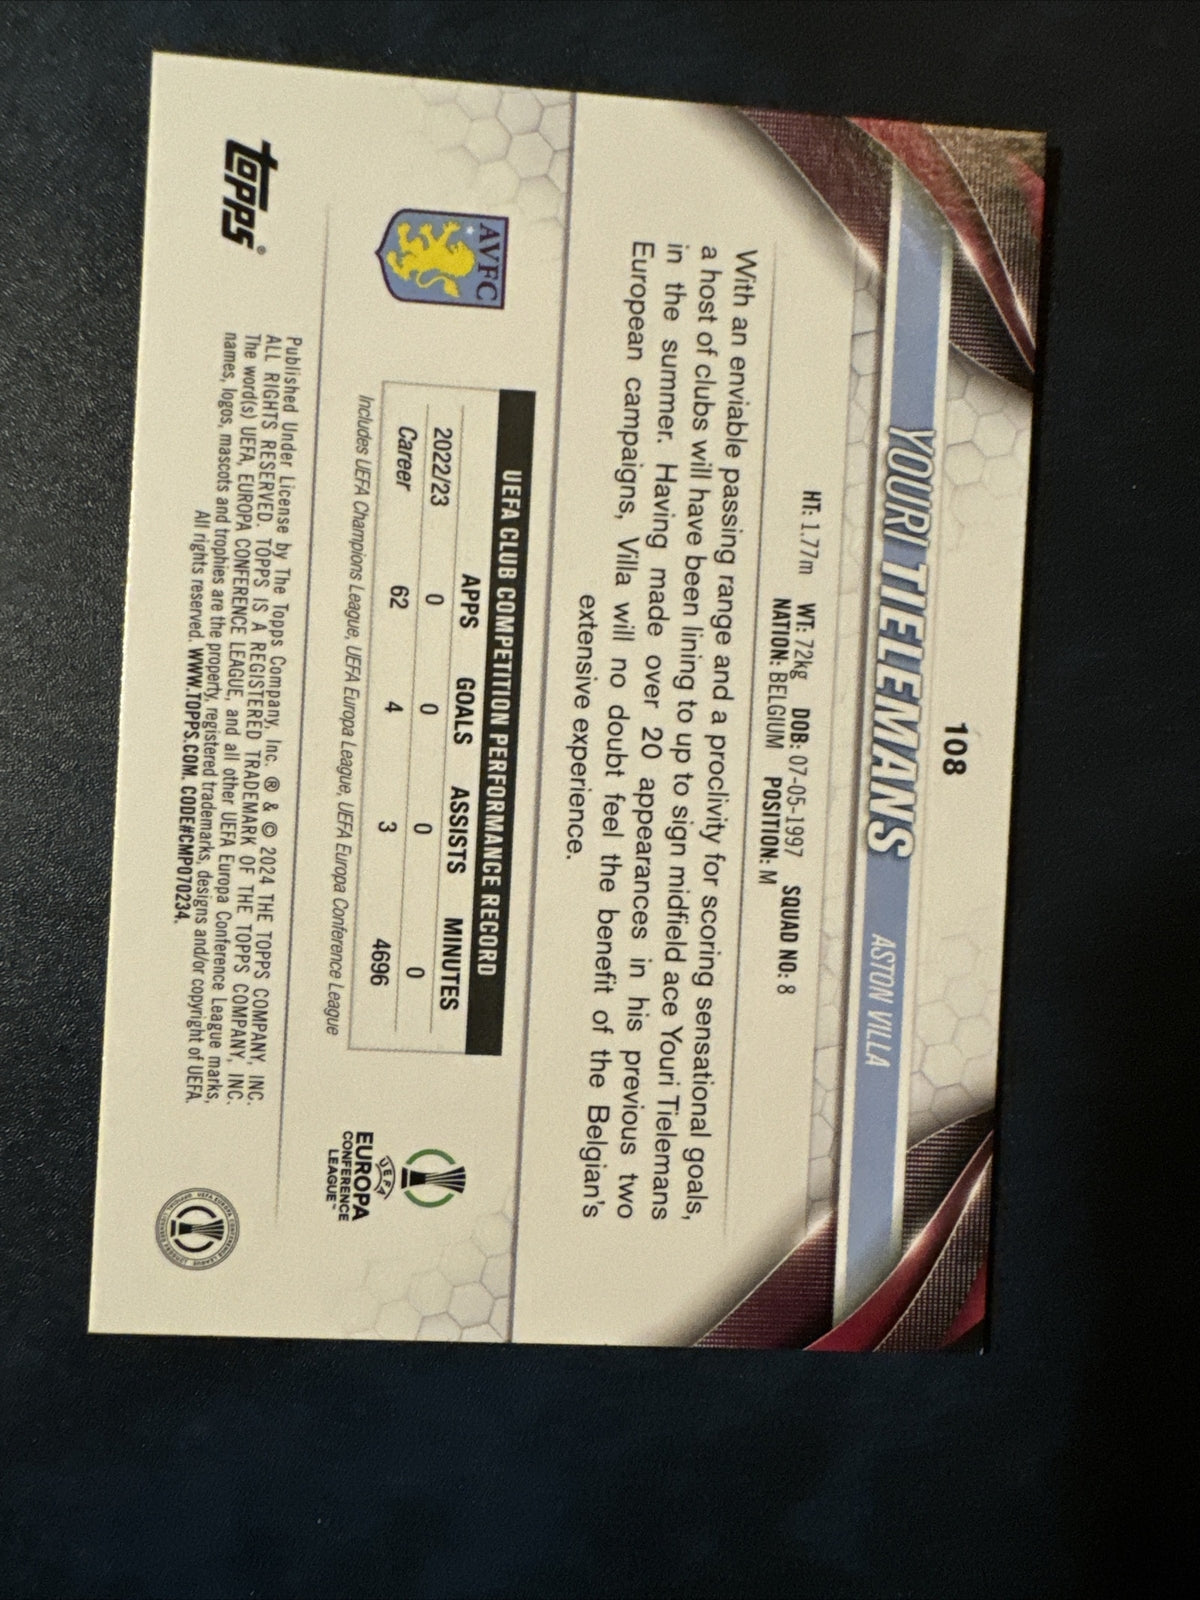 108
YOURI TIELEMANS ASTON VILLA
HT: 1.77m WT: 72kg DOB: 07-05-1997 SQUAD NO: 8
NATION: BELGIUM POSITION: M
With an enviable passing range and a proclivity for scoring sensational goals,
a host of clubs will have been lining to up to sign midfield ace Youri Tielemans
in the summer. Having made over 20 appearances in his previous two
European campaigns, Villa will no doubt feel the benefit of the Belgian's
extensive experience.
AVFC
UEFA CLUB COMPETITION PERFORMANCE RECORD
APPS GOALS ASSISTS MINUTES
2022/23 0 0 0 0
Career 62 4 3 4696
Includes UEFA Champions League, UEFA Europa League, UEFA Europa Conference League
UEFA
EUROPA
CONFERENCE
LEAGUE™
topps®
Published Under License by The Topps Company, Inc. ® & © 2024 THE TOPPS COMPANY, INC.
ALL RIGHTS RESERVED. TOPPS IS A REGISTERED TRADEMARK OF THE TOPPS COMPANY, INC.
The word(s) UEFA, EUROPA CONFERENCE LEAGUE, and all other UEFA Europa Conference League marks,
names, logos, mascots and trophies are the property, registered trademarks, designs and/or copyright of UEFA.
All rights reserved. WWW.TOPPS.COM. CODE#CMP070234.